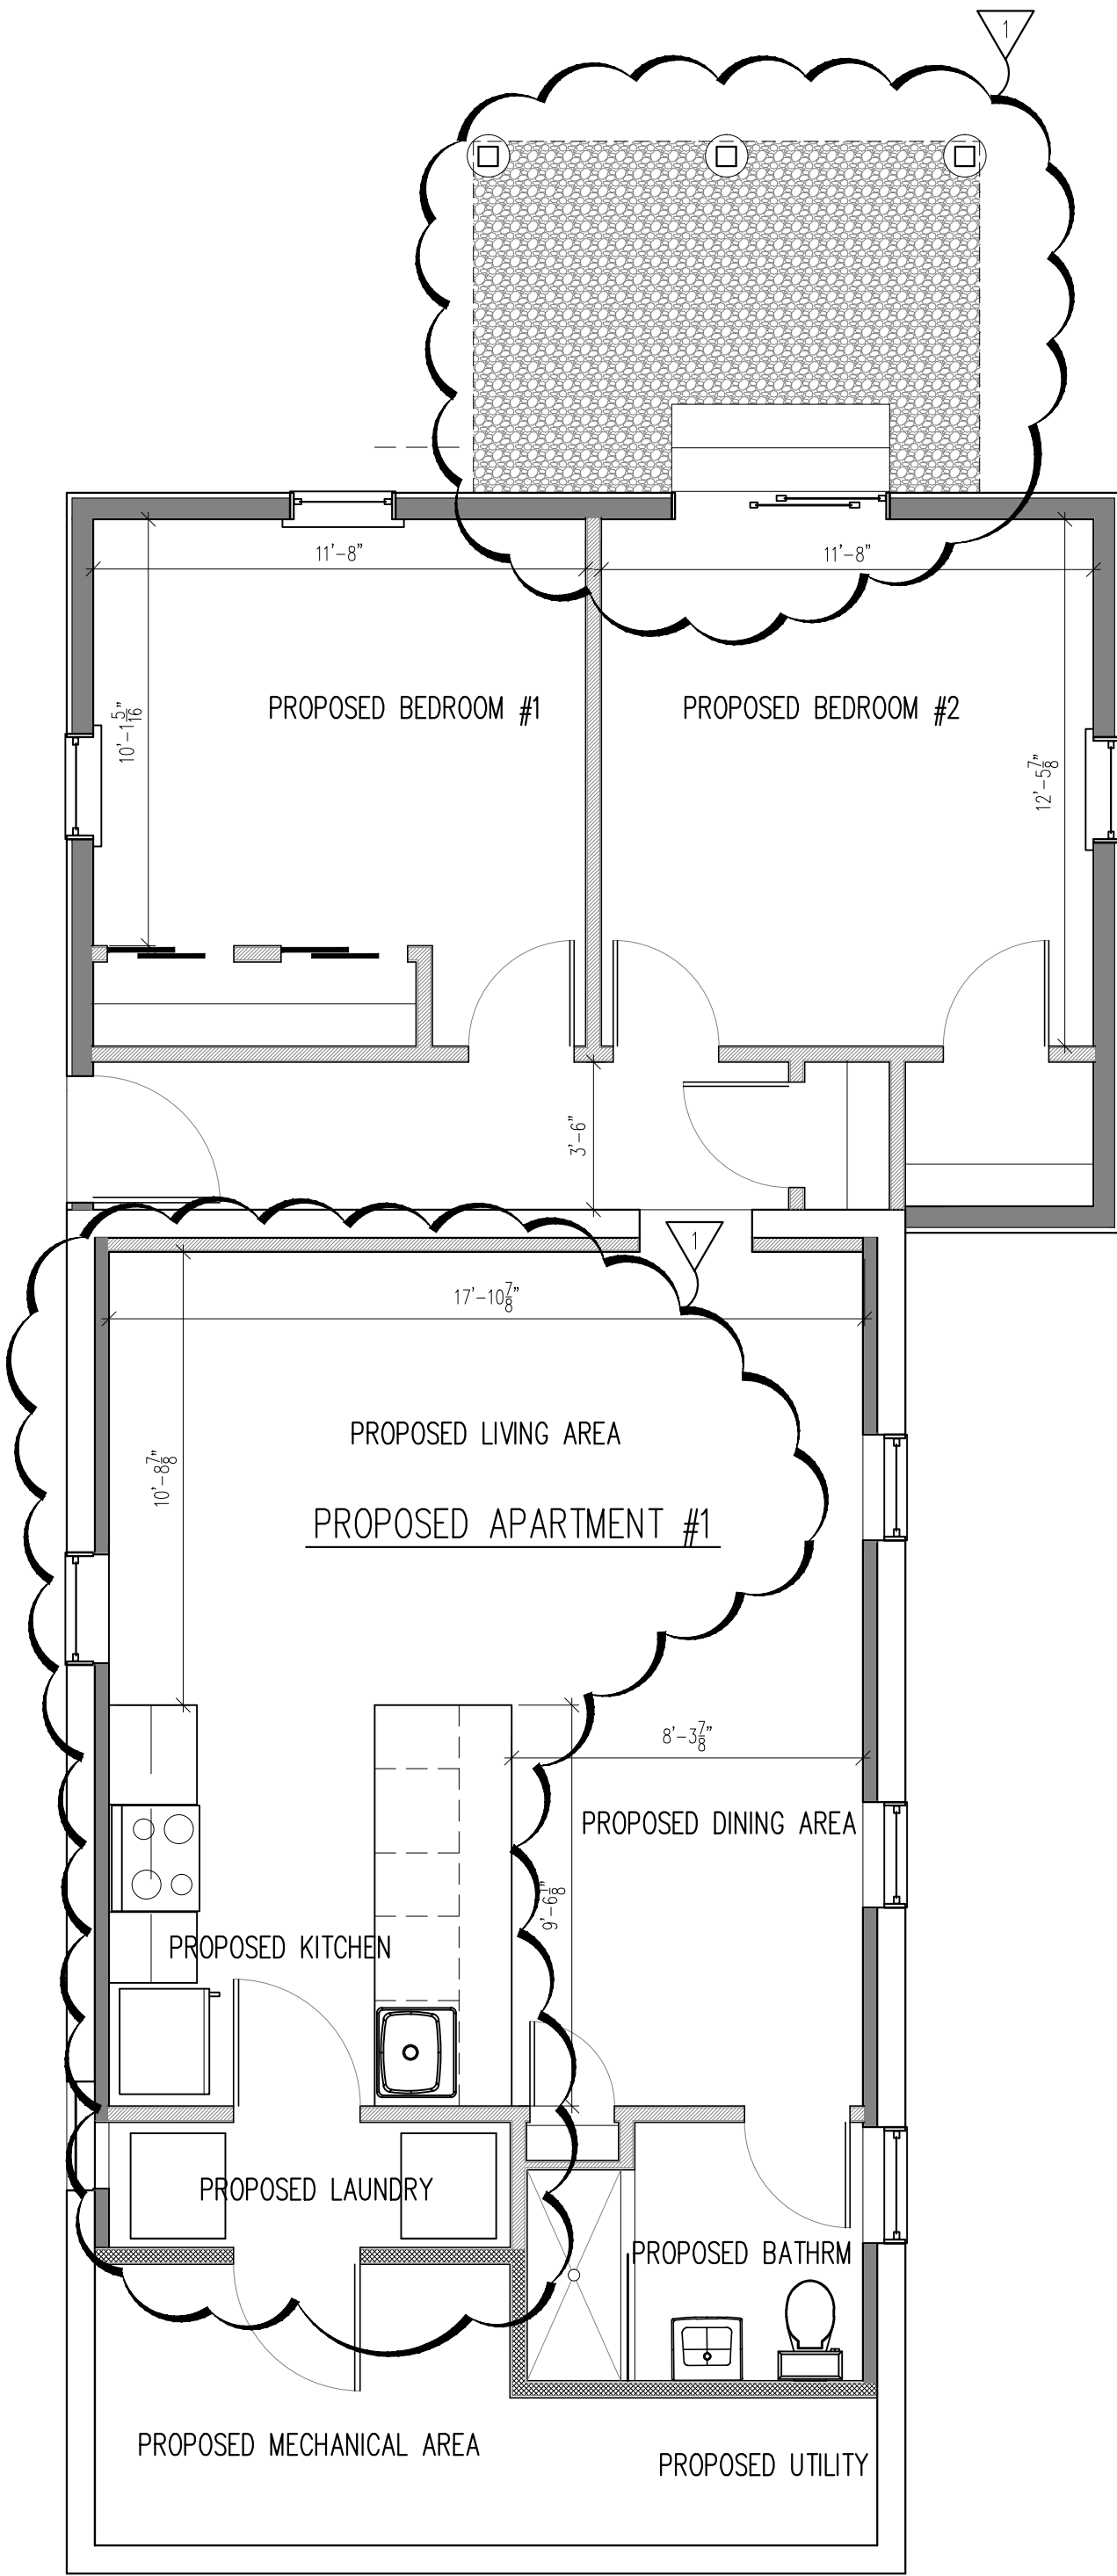 1
11'-8"
11'-8"
PROPOSED BEDROOM #1
PROPOSED BEDROOM #2
10'-1 5/16"
12'-5 7/8"
3'-6"
1
17'-10 7/8"
PROPOSED LIVING AREA
10'-8 7/8"
PROPOSED APARTMENT #1
8'-3 7/8"
PROPOSED DINING AREA
9'-6 1/8"
PROPOSED KITCHEN
PROPOSED LAUNDRY
PROPOSED BATHRM
PROPOSED MECHANICAL AREA
PROPOSED UTILITY